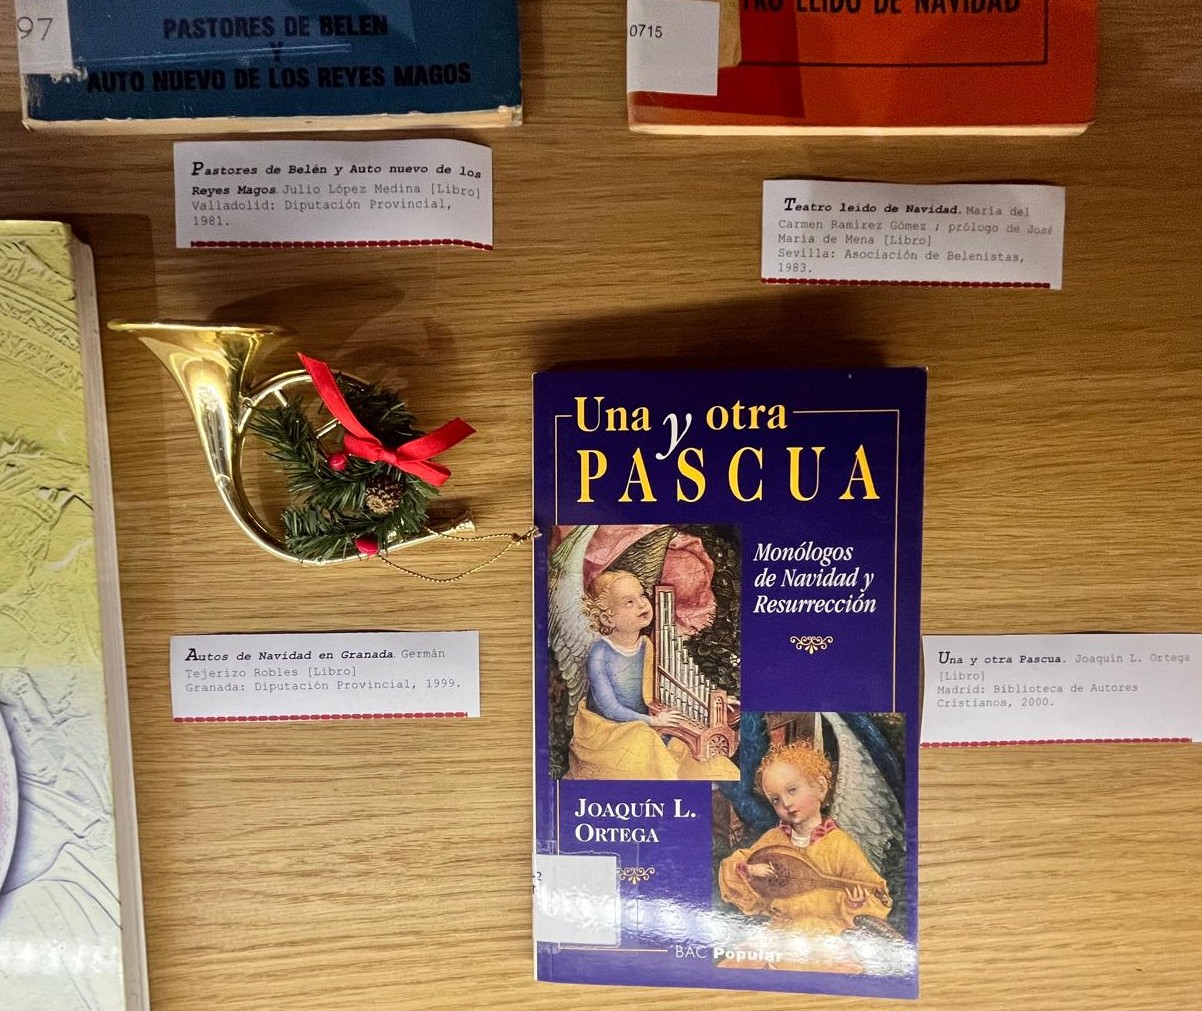 97
PASTORES DE BELEN
Y
AUTO NUEVO DE LOS REYES MAGOS
0715
LEIDO DE NAVIDAD
Pastores de Belén y Auto nuevo de los
Reyes Magos. Julio López Medina [Libro]
Valladolid: Diputación Provincial,
1981.
Teatro leido de Navidad. María del
Carmen Ramírez Gómez ; prólogo de José
María de Mena [Libro]
Sevilla: Asociación de Belenistas,
1983.
Una y otra
PASCUA
Monólogos
de Navidad y
Resurrección
JOAQUÍN L.
ORTEGA
BAC Popular
Autos de Navidad en Granada. Germán
Tejerizo Robles [Libro]
Granada: Diputación Provincial, 1999.
Una y otra Pascua. Joaquín L. Ortega
[Libro]
Madrid: Biblioteca de Autores
Cristianos, 2000.